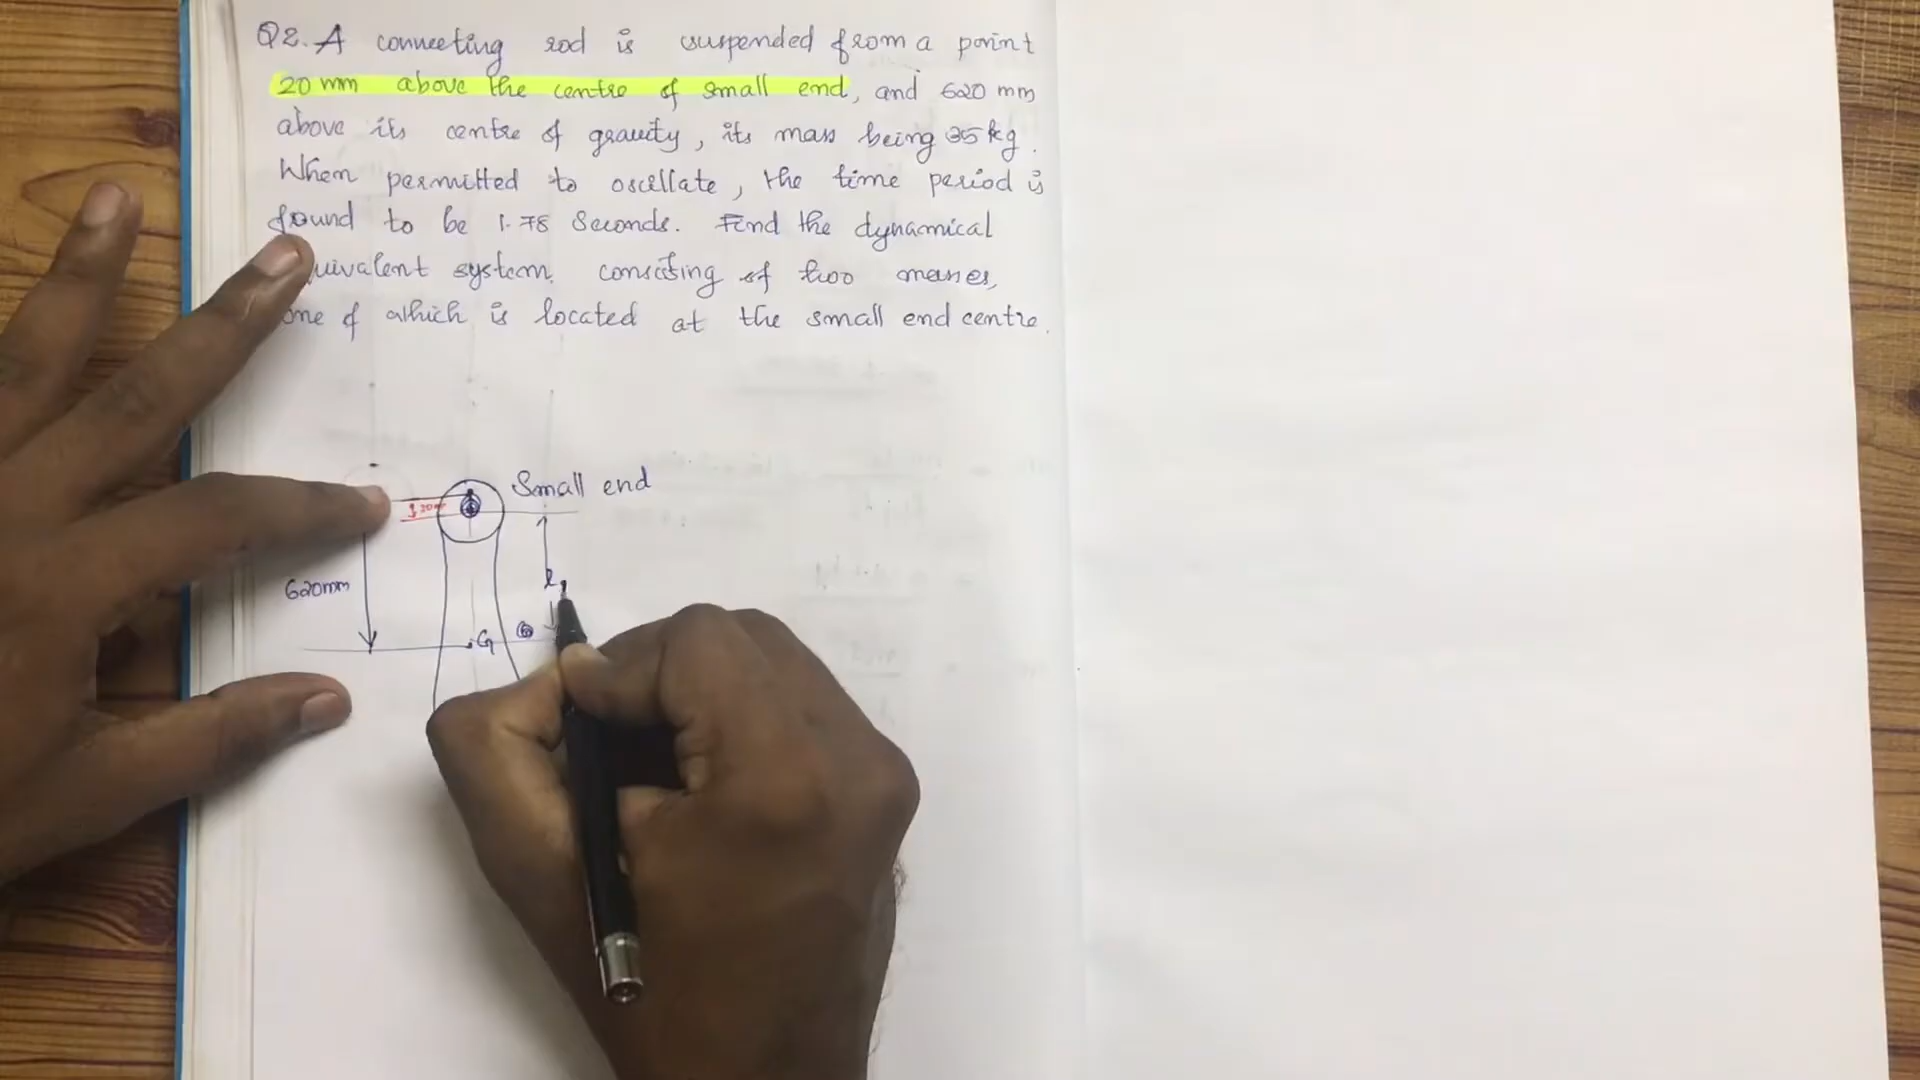 Q2. A connecting rod is suspended from a point
20 mm above the centre of small end, and 620 mm
above its centre of gravity, its mass being 35 kg.
When permitted to oscillate, the time period is
found to be 1.78 Seconds. Find the dynamical
quivalent system consisting of two masses,
one of which is located at the small end centre.
Small end
20m
620mm
l1
G